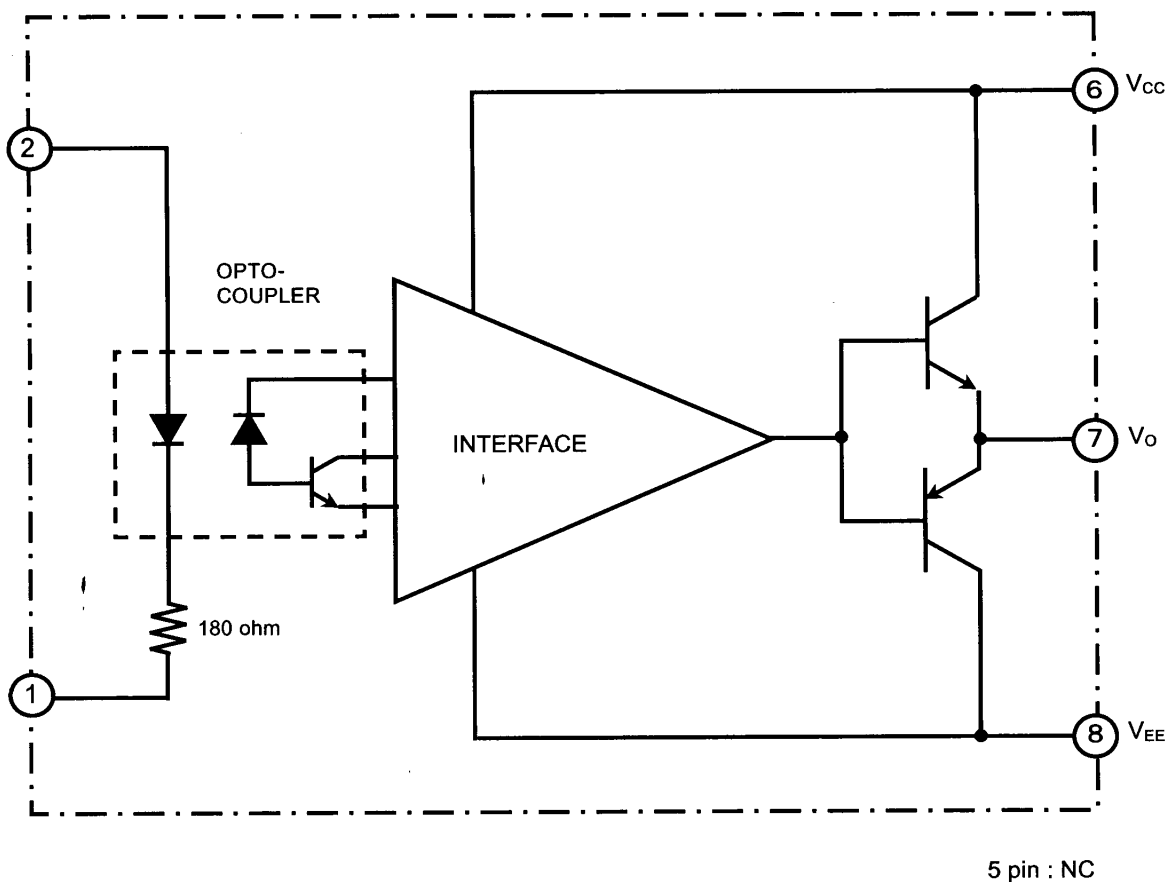 6 VCC
2
OPTO-
COUPLER
INTERFACE
7 VO
180 ohm
1
8 VEE
5 pin : NC